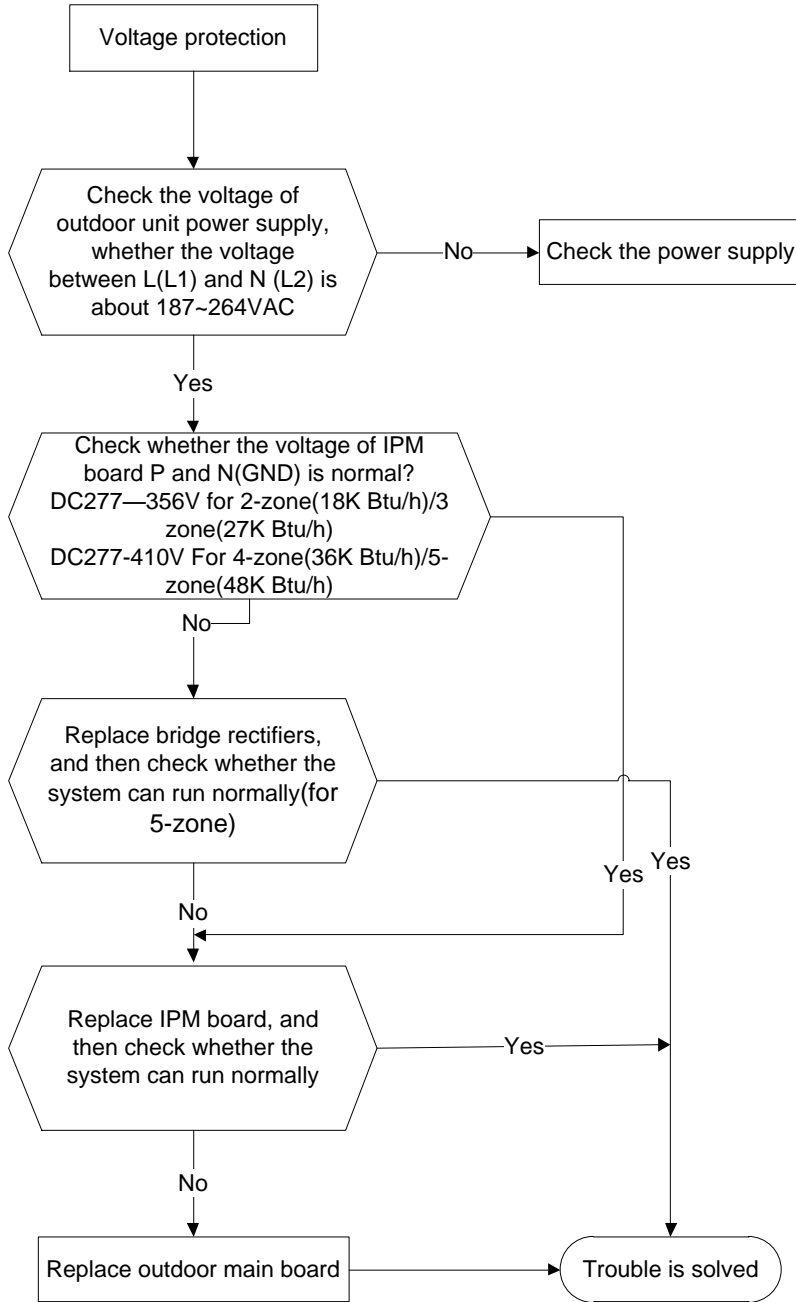 Voltage protection
Check the voltage of
outdoor unit power supply,
whether the voltage
between L(L1) and N (L2) is
about 187~264VAC
No
Check the power supply
Yes
Check whether the voltage of IPM
board P and N(GND) is normal?
DC277—356V for 2-zone(18K Btu/h)/3
zone(27K Btu/h)
DC277-410V For 4-zone(36K Btu/h)/5-
zone(48K Btu/h)
No
Replace bridge rectifiers,
and then check whether the
system can run normally(for
5-zone)
Yes
Yes
No
Replace IPM board, and
then check whether the
system can run normally
Yes
No
Replace outdoor main board
Trouble is solved